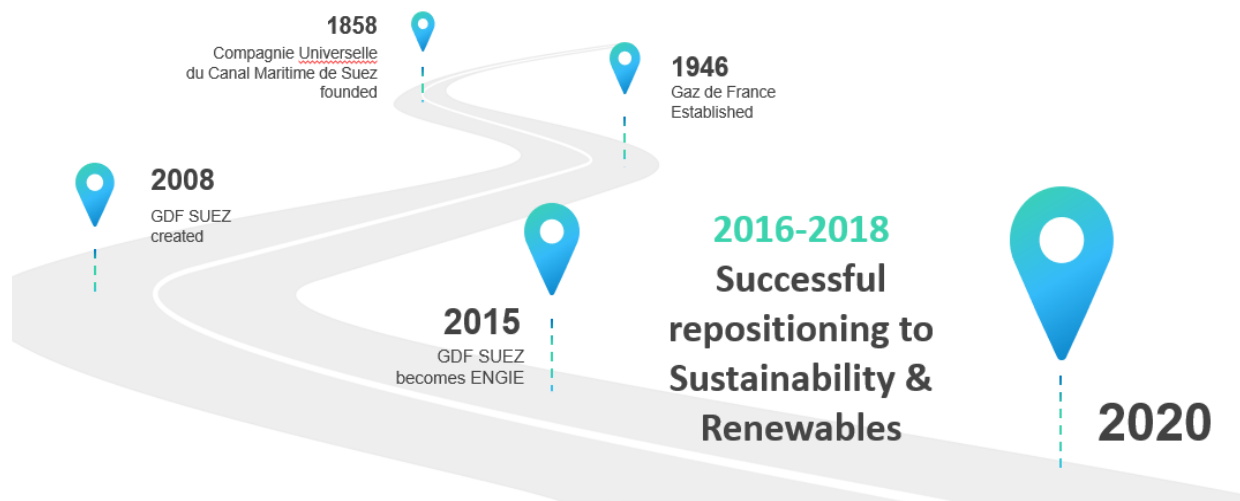 1858
Compagnie Universelle
du Canal Maritime de Suez
founded
1946
Gaz de France
Established
2008
GDF SUEZ
created
2015
GDF SUEZ
becomes ENGIE
2016-2018
Successful
repositioning to
Sustainability &
Renewables
2020